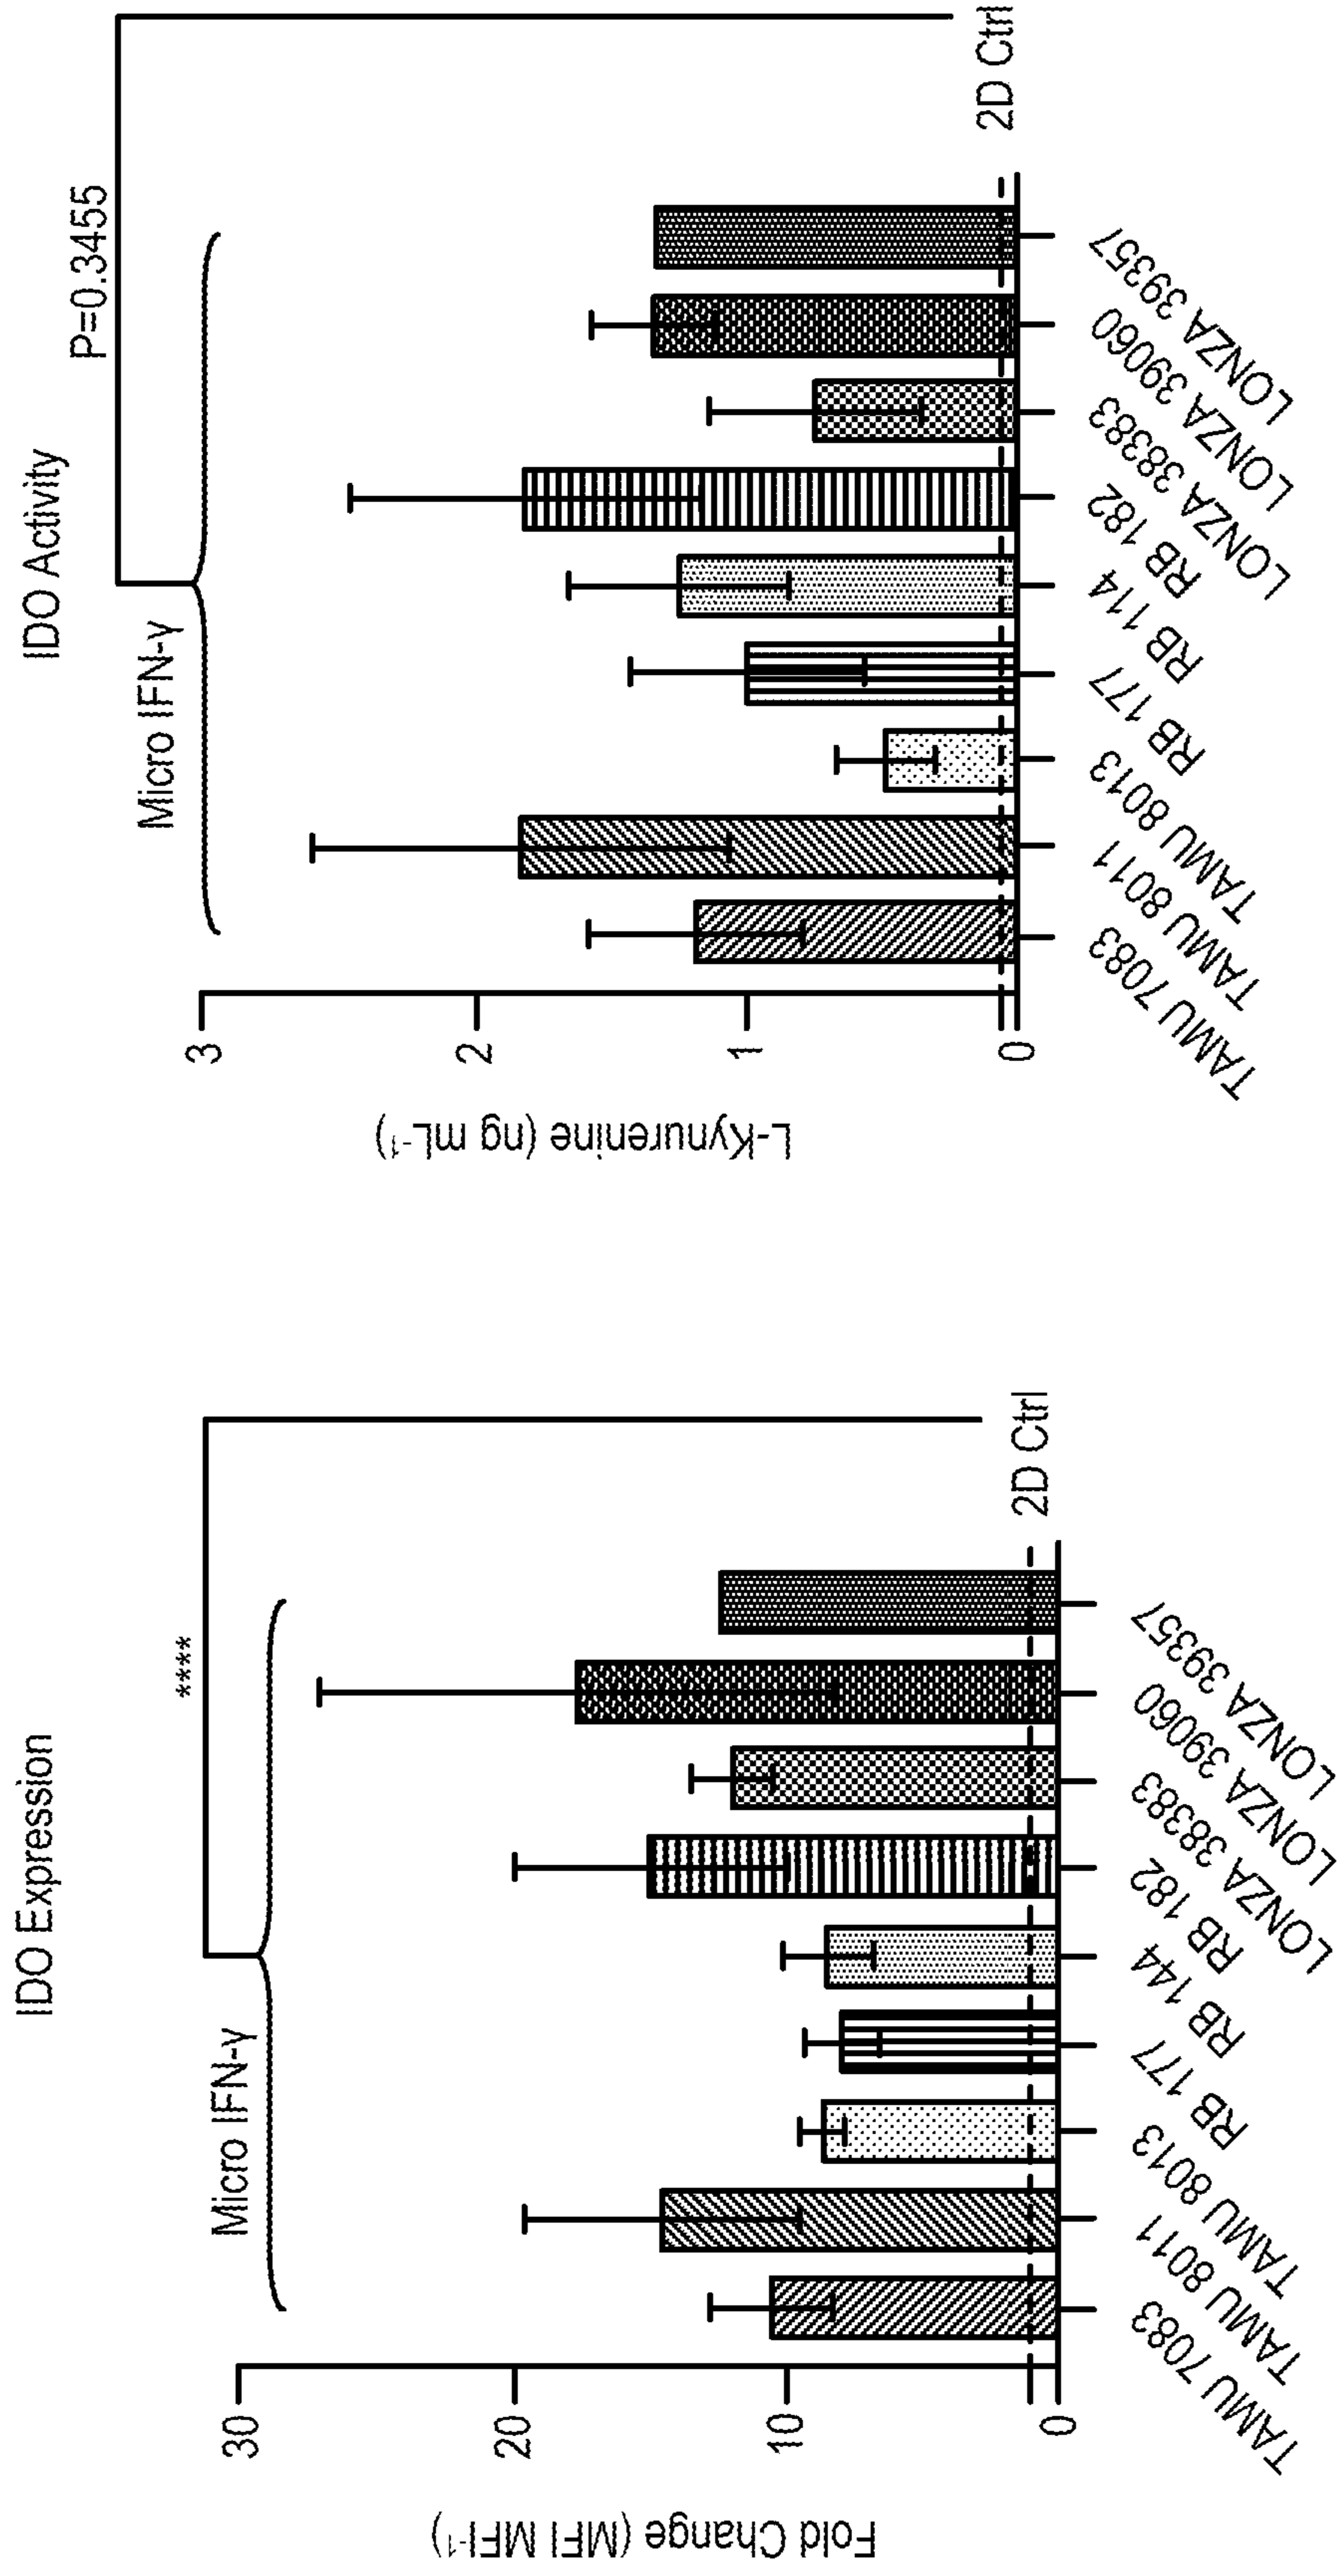 IDO Expression
****
Micro IFN-γ
30
20
10
0
Fold Change (MFI MFI⁻¹)
2D Ctrl
TAMU 7083
TAMU 8011
TAMU 8013
RB 177
RB 144
RB 182
LONZA 38383
LONZA 39060
LONZA 39357
IDO Activity
P=0.3455
Micro IFN-γ
3
2
1
0
L-Kynurenine (ng mL⁻¹)
2D Ctrl
TAMU 7083
TAMU 8011
TAMU 8013
RB 177
RB 114
RB 182
LONZA 38383
LONZA 39060
LONZA 39357